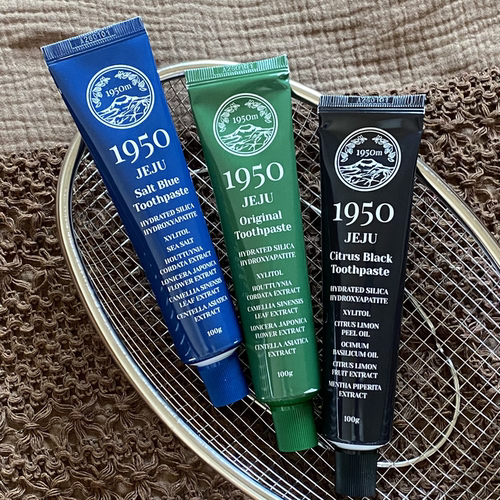 1950m
1950
JEJU
Salt Blue
Toothpaste
HYDRATED SILICA
HYDROXYAPATITE
XYLITOL
SEA SALT
HOUTTUYNIA
CORDATA EXTRACT
LONICERA JAPONICA
FLOWER EXTRACT
CAMELLIA SINENSIS
LEAF EXTRACT
CENTELLA ASIATICA
EXTRACT
100g
1950m
1950
JEJU
Original
Toothpaste
HYDRATED SILICA
HYDROXYAPATITE
XYLITOL
HOUTTUYNIA
CORDATA EXTRACT
CAMELLIA SINENSIS
LEAF EXTRACT
LONICERA JAPONICA
FLOWER EXTRACT
CENTELLA ASIATICA
EXTRACT
100g
1950m
1950
JEJU
Citrus Black
Toothpaste
HYDRATED SILICA
HYDROXYAPATITE
XYLITOL
CITRUS LIMON
PEEL OIL
OCIMUM
BASILICUM OIL
CITRUS LIMON
FRUIT EXTRACT
MENTHA PIPERITA
EXTRACT
100g